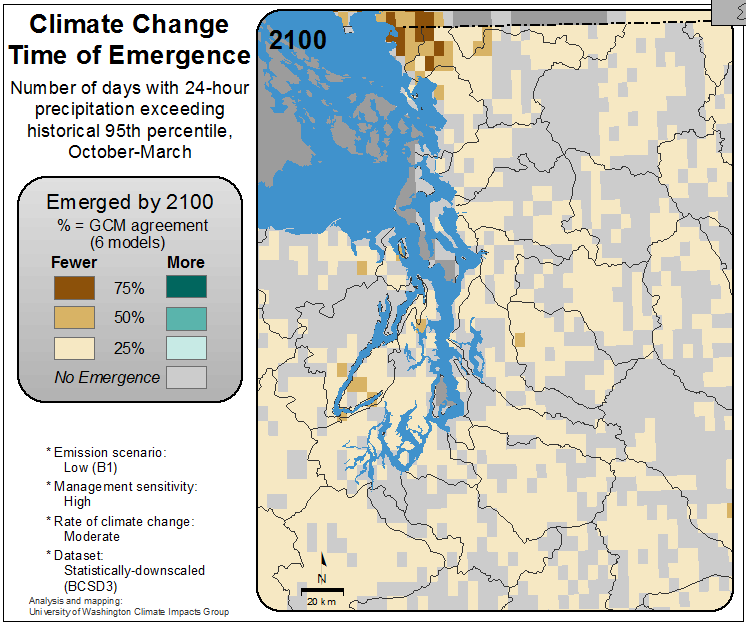 Climate Change
Time of Emergence
Number of days with 24-hour
precipitation exceeding
historical 95th percentile,
October-March
Emerged by 2100
% = GCM agreement
(6 models)
Fewer More
75%
50%
25%
No Emergence
* Emission scenario:
Low (B1)
* Management sensitivity:
High
* Rate of climate change:
Moderate
* Dataset:
Statistically-downscaled
(BCSD3)
Analysis and mapping:
University of Washington Climate Impacts Group
2100
N
20 km